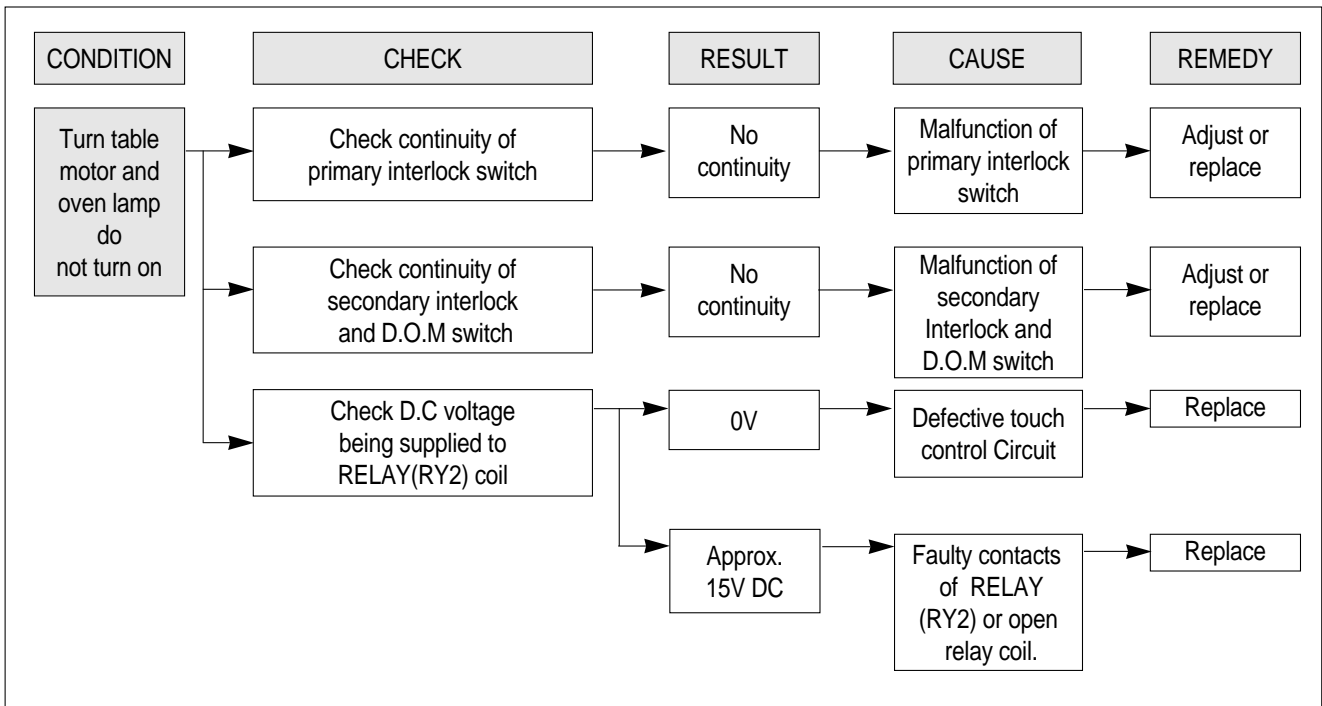 CONDITION
CHECK
RESULT
CAUSE
REMEDY
Turn table
motor and
oven lamp
do
not turn on
Check continuity of
primary interlock switch
No
continuity
Malfunction of
primary interlock
switch
Adjust or
replace
Check continuity of
secondary interlock
and D.O.M switch
No
continuity
Malfunction of
secondary
Interlock and
D.O.M switch
Adjust or
replace
Check D.C voltage
being supplied to
RELAY(RY2) coil
0V
Defective touch
control Circuit
Replace
Approx.
15V DC
Faulty contacts
of RELAY
(RY2) or open
relay coil.
Replace